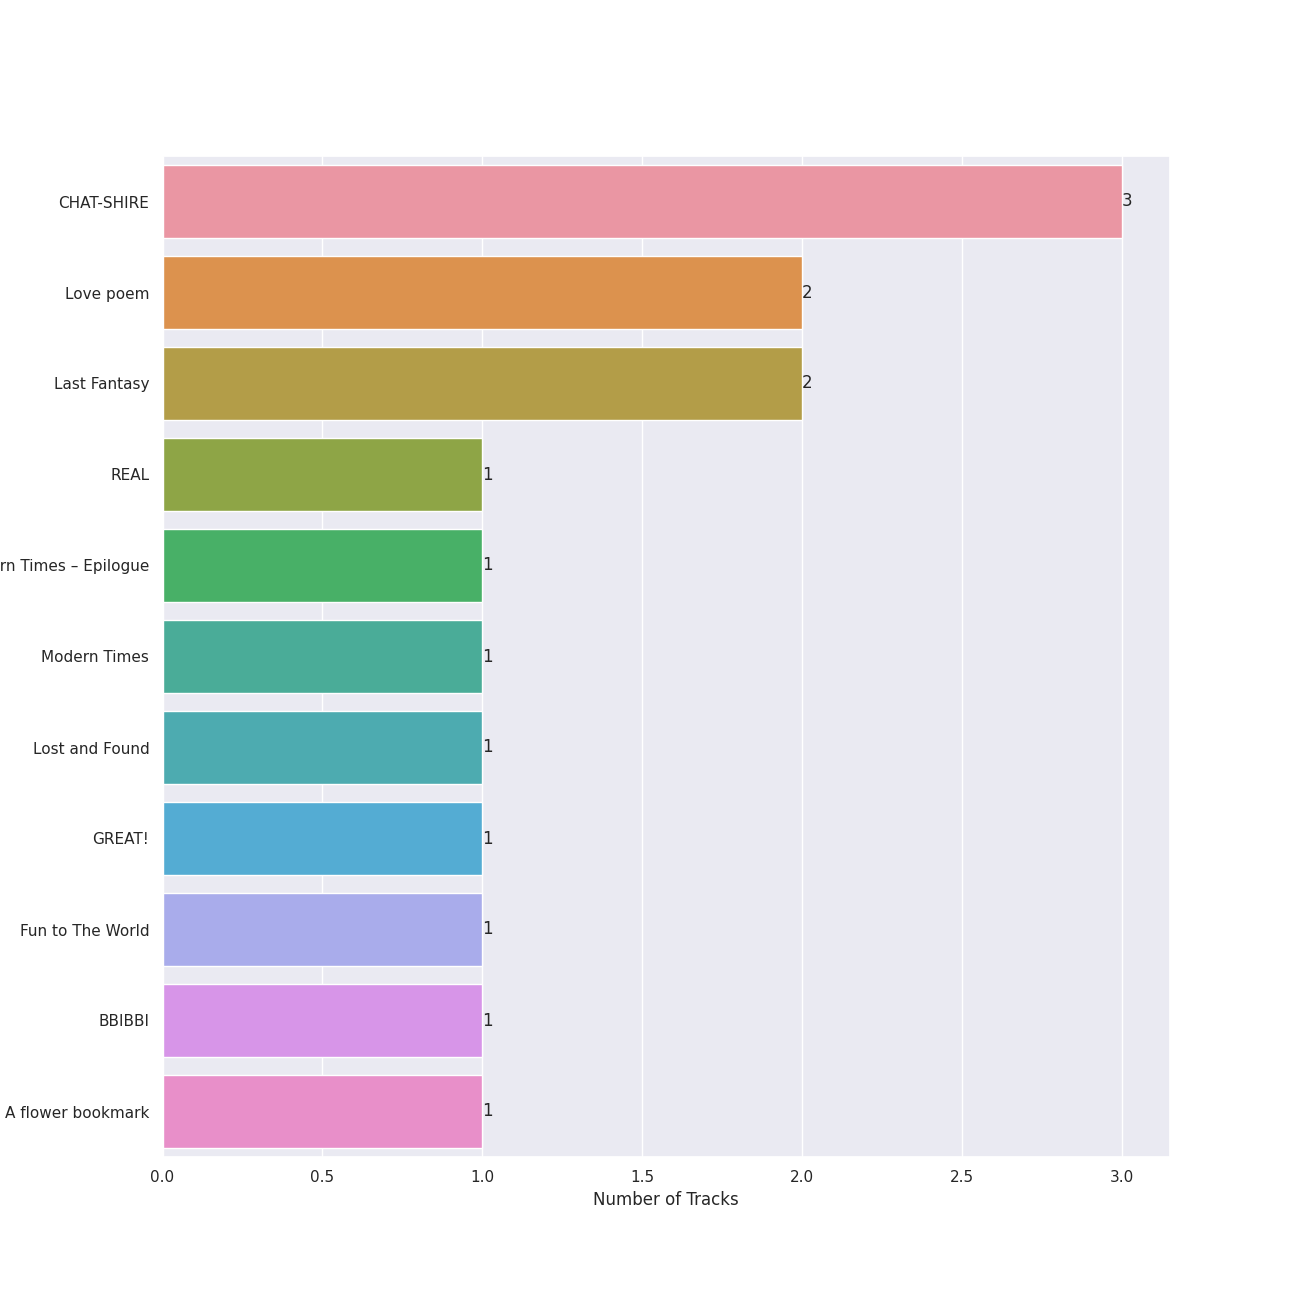 CHAT-SHIRE 3
Love poem 2
Last Fantasy 2
REAL 1
rn Times – Epilogue 1
Modern Times 1
Lost and Found 1
GREAT! 1
Fun to The World 1
BBIBBI 1
A flower bookmark 1
0.0 0.5 1.0 1.5 2.0 2.5 3.0
Number of Tracks